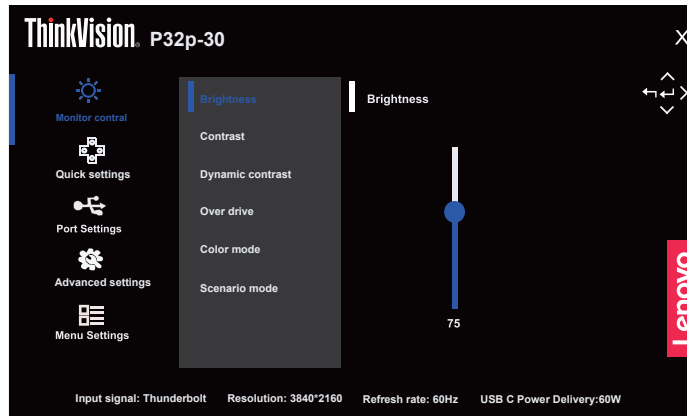 ThinkVision® P32p-30
X
Monitor contral
Quick settings
Port Settings
Advanced settings
Menu Settings
Brightness
Contrast
Dynamic contrast
Over drive
Color mode
Scenario mode
Brightness
75
Lenovo
Input signal: Thunderbolt Resolution: 3840*2160 Refresh rate: 60Hz USB C Power Delivery:60W